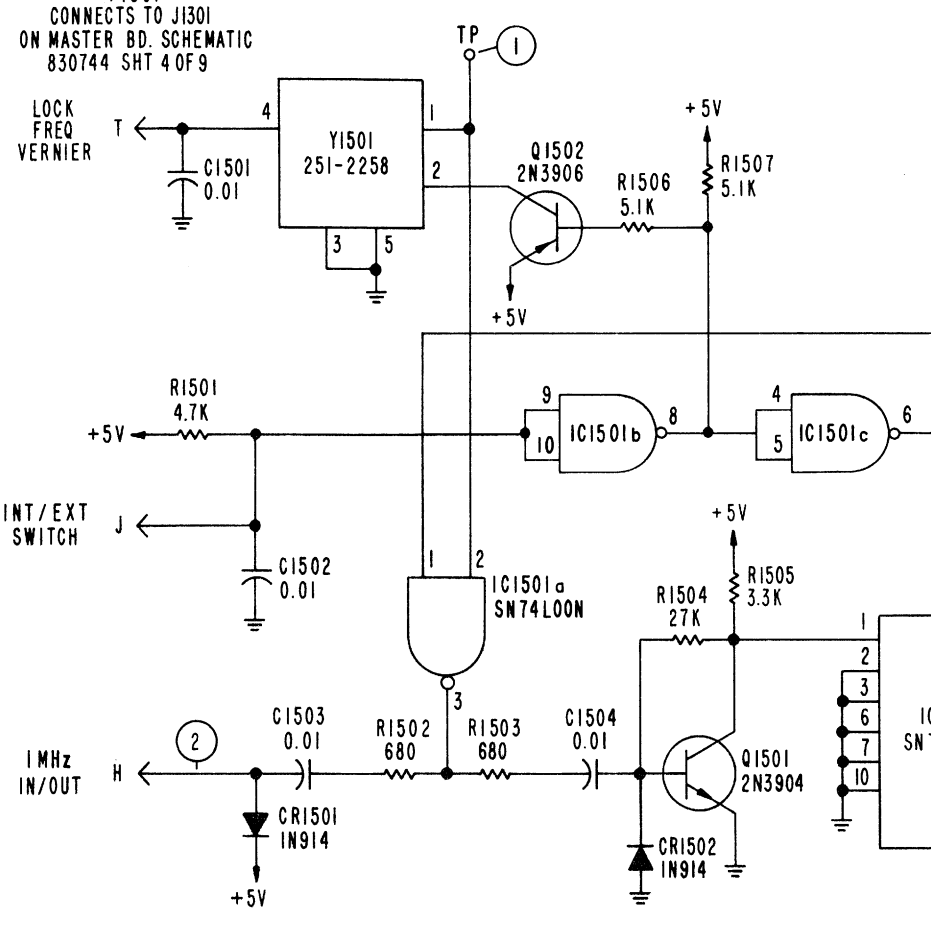 CONNECTS TO J1301
ON MASTER BD. SCHEMATIC
830744 SHT 4 OF 9
TP
1
LOCK
FREQ
VERNIER
T
4
Y1501
251-2258
1
2
3
5
C1501
0.01
Q1502
2N3906
+5V
R1506
5.1K
+5V
R1507
5.1K
R1501
4.7K
+5V
9
10
IC1501b
8
4
5
IC1501c
6
INT/EXT
SWITCH
J
C1502
0.01
1
2
IC1501a
SN74L00N
3
+5V
R1505
3.3K
R1504
27K
1
2
3
6
7
10
SN
1MHz
IN/OUT
H
2
C1503
0.01
R1502
680
R1503
680
C1504
0.01
Q1501
2N3904
CR1501
1N914
+5V
CR1502
1N914